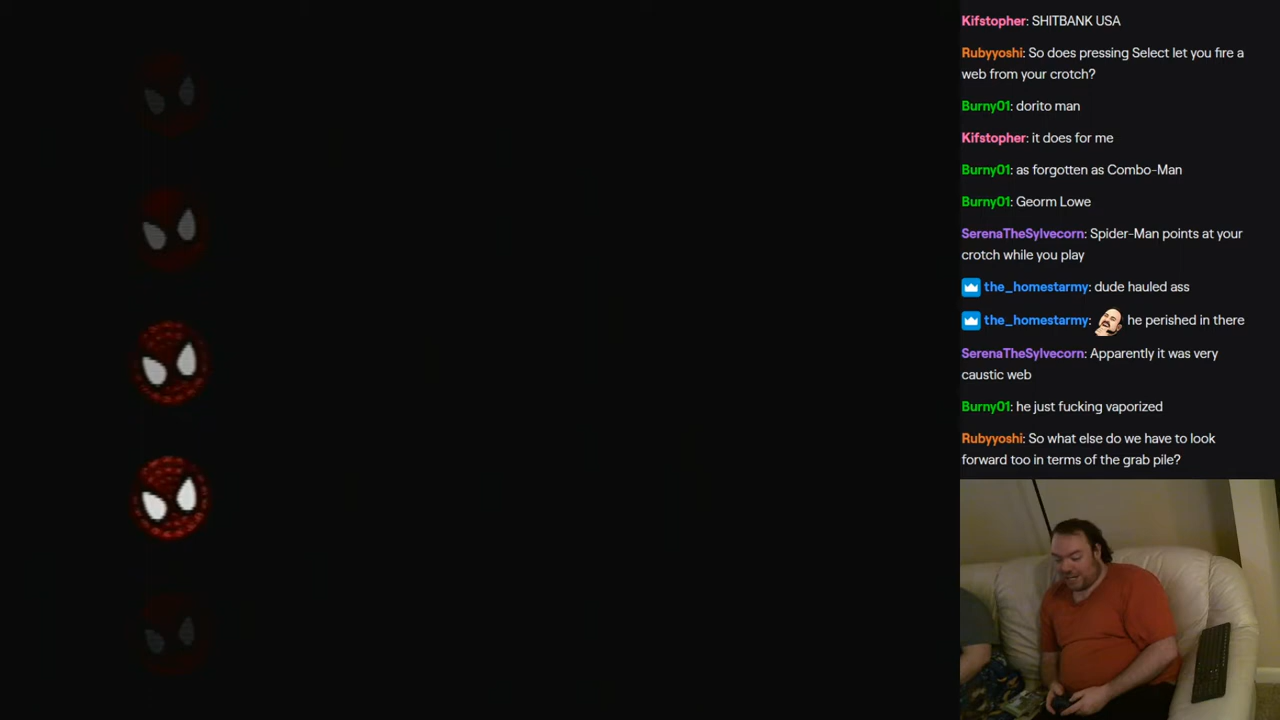 Kifstopher: SHITBANK USA
Rubyyoshi: So does pressing Select let you fire a
web from your crotch?
Burny01: dorito man
Kifstopher: it does for me
Burny01: as forgotten as Combo-Man
Burny01: Georm Lowe
SerenaTheSylvecorn: Spider-Man points at your
crotch while you play
the_homestarmy: dude hauled ass
the_homestarmy: he perished in there
SerenaTheSylvecorn: Apparently it was very
caustic web
Burny01: he just fucking vaporized
Rubyyoshi: So what else do we have to look
forward too in terms of the grab pile?